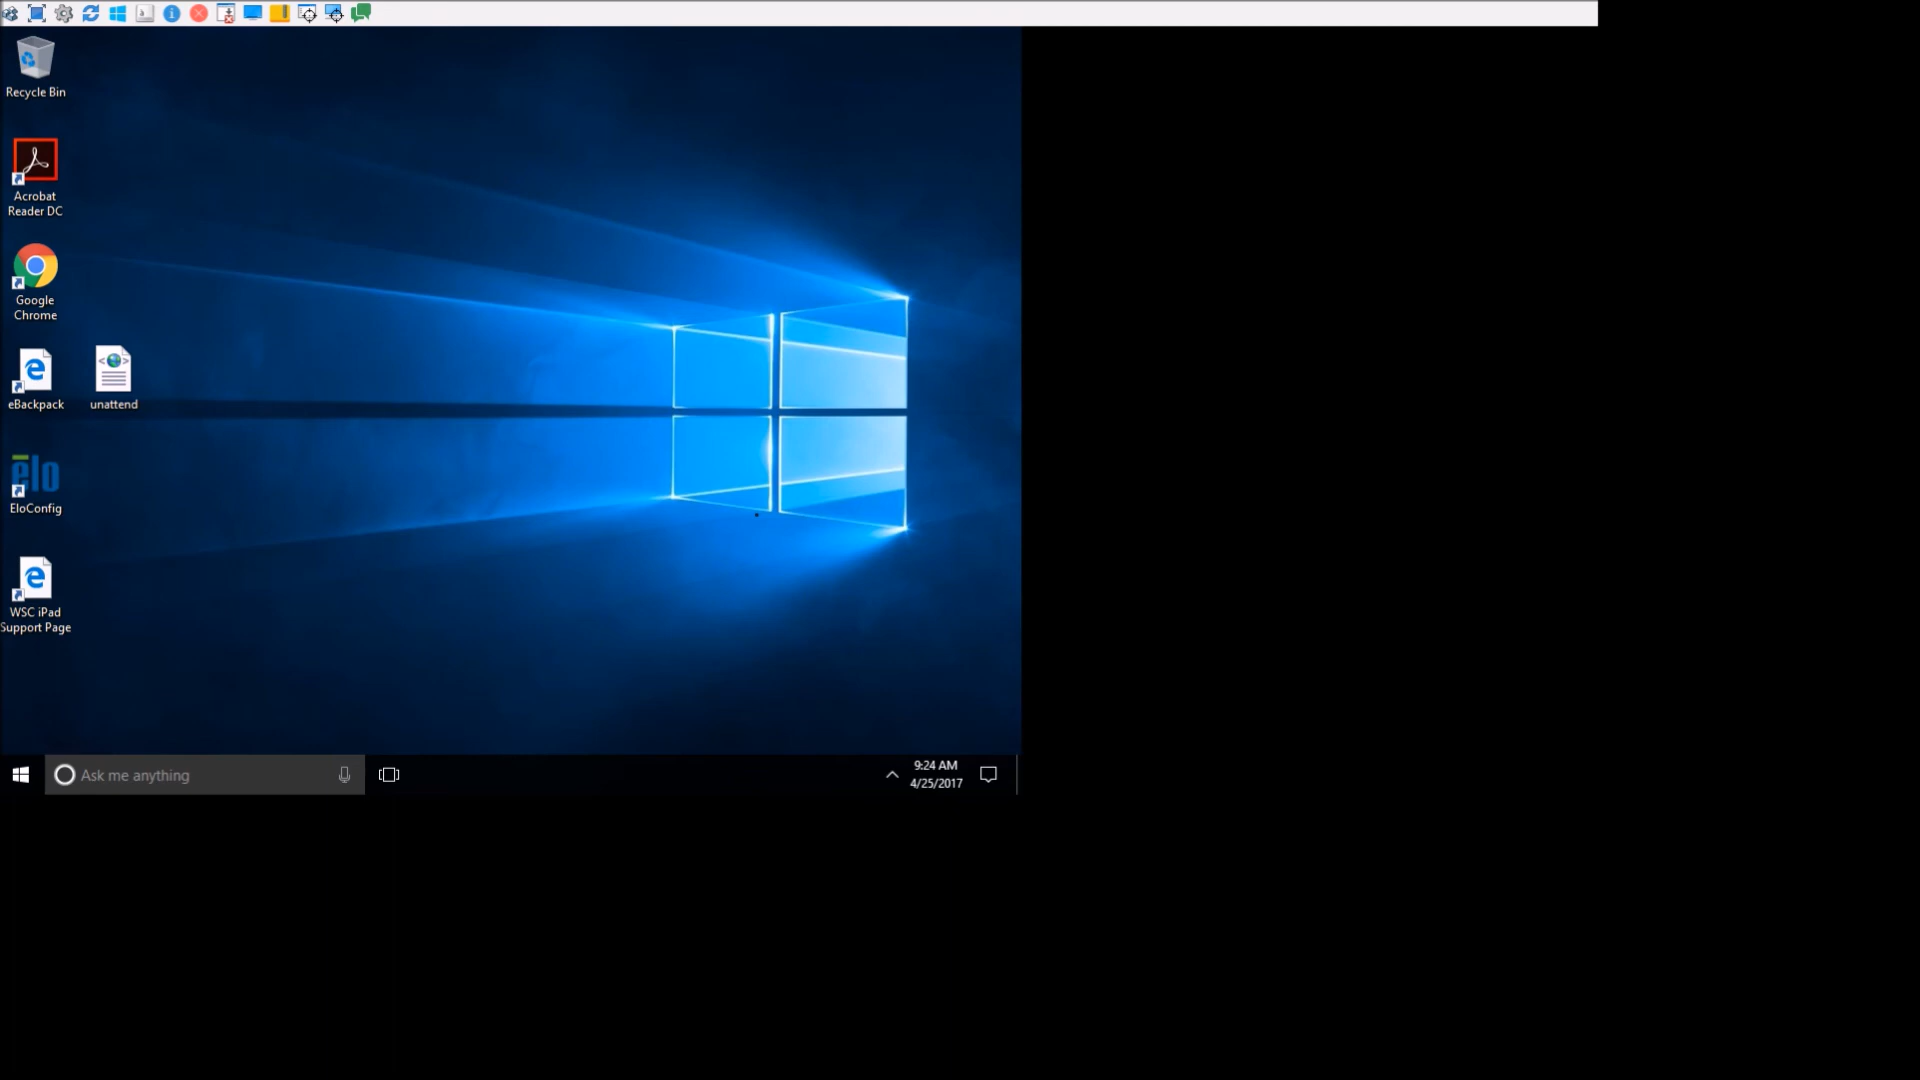 Recycle Bin
Acrobat
Reader DC
Google
Chrome
eBackpack
unattend
elo
EloConfig
WSC iPad
Support Page
Ask me anything
9:24 AM
4/25/2017